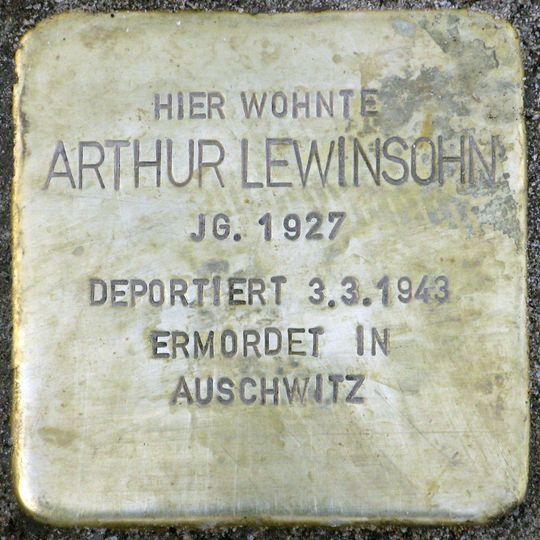 HIER WOHNTE
ARTHUR LEWINSOHN
JG. 1927
DEPORTIERT 3.3.1943
ERMORDET IN
AUSCHWITZ